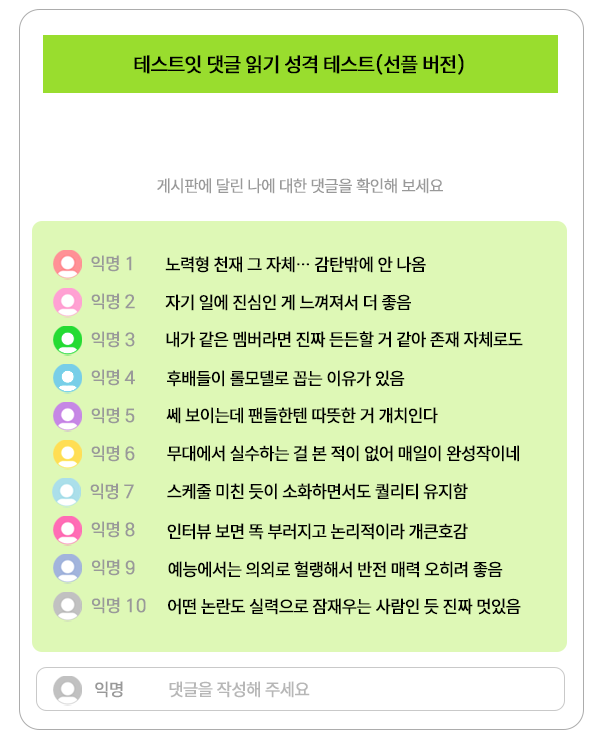 테스트잇 댓글 읽기 성격 테스트(선플 버전)
게시판에 달린 나에 대한 댓글을 확인해 보세요
익명 1 노력형 천재 그 자체… 감탄밖에 안 나옴
익명 2 자기 일에 진심인 게 느껴져서 더 좋음
익명 3 내가 같은 멤버라면 진짜 든든할 거 같아 존재 자체로도
익명 4 후배들이 롤모델로 꼽는 이유가 있음
익명 5 쎄 보이는데 팬들한텐 따뜻한 거 개치인다
익명 6 무대에서 실수하는 걸 본 적이 없어 매일이 완성작이네
익명 7 스케줄 미친 듯이 소화하면서도 퀄리티 유지함
익명 8 인터뷰 보면 똑 부러지고 논리적이라 개큰호감
익명 9 예능에서는 의외로 헐랭해서 반전 매력 오히려 좋음
익명 10 어떤 논란도 실력으로 잠재우는 사람인 듯 진짜 멋있음
익명 댓글을 작성해 주세요